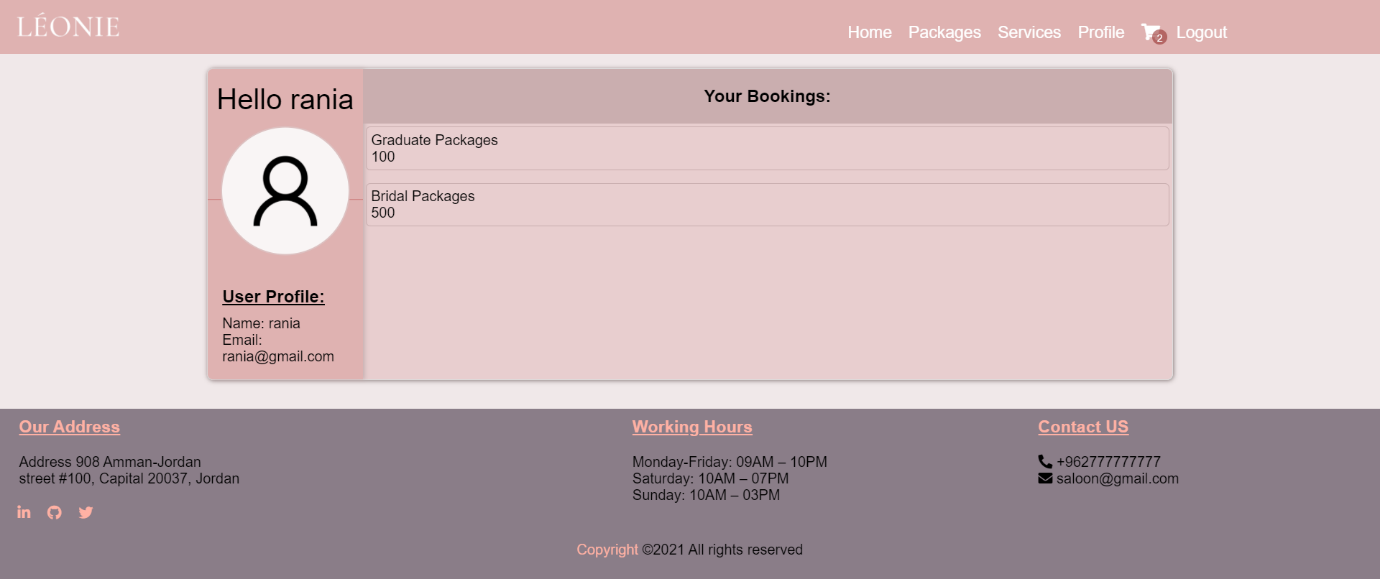 LÉONIE
Home Packages Services Profile 2 Logout
Hello rania
User Profile:
Name: rania
Email:
rania@gmail.com
Your Bookings:
Graduate Packages
100
Bridal Packages
500
Our Address
Address 908 Amman-Jordan
street #100, Capital 20037, Jordan
Working Hours
Monday-Friday: 09AM – 10PM
Saturday: 10AM – 07PM
Sunday: 10AM – 03PM
Contact US
+962777777777
saloon@gmail.com
Copyright ©2021 All rights reserved